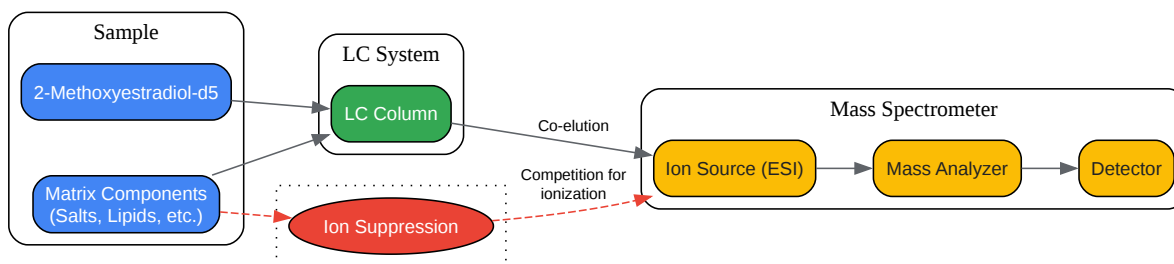 Sample
2-Methoxyestradiol-d5
Matrix Components
(Salts, Lipids, etc.)
LC System
LC Column
Ion Suppression
Co-elution
Competition for
ionization
Mass Spectrometer
Ion Source (ESI)
Mass Analyzer
Detector